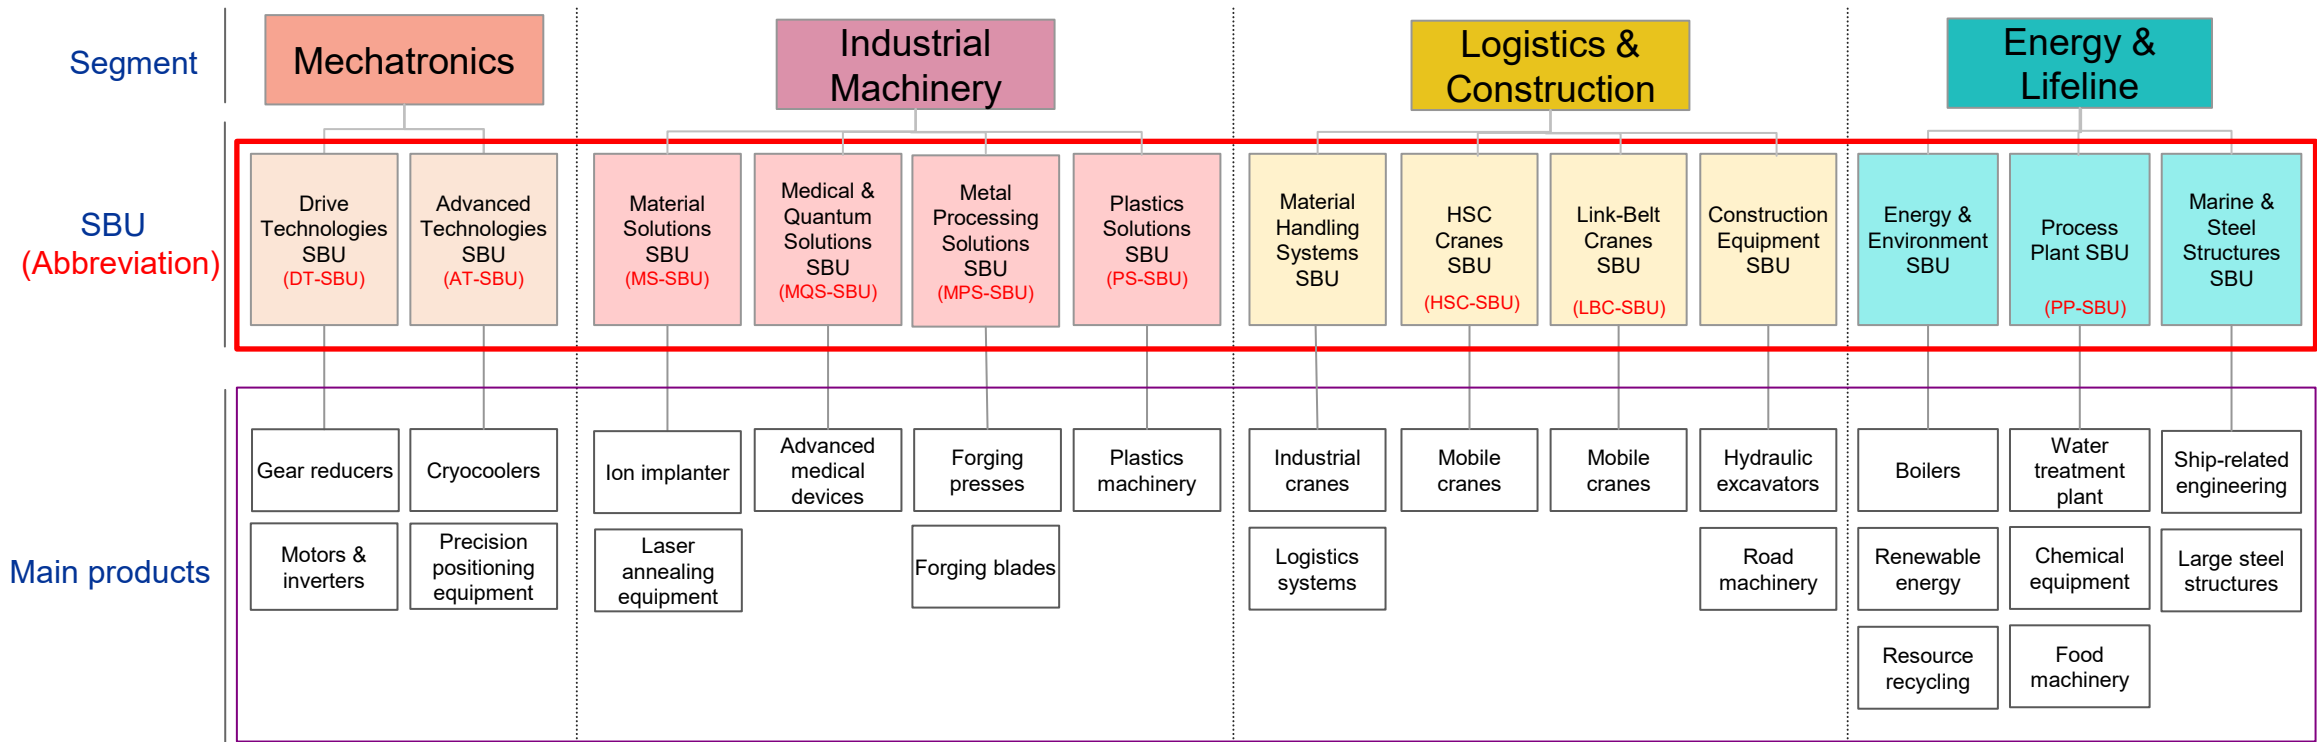 Segment
Mechatronics
Industrial
Machinery
Logistics &
Construction
Energy &
Lifeline
SBU
(Abbreviation)
Drive
Technologies
SBU
(DT-SBU)
Advanced
Technologies
SBU
(AT-SBU)
Material
Solutions
SBU
(MS-SBU)
Medical &
Quantum
Solutions
SBU
(MQS-SBU)
Metal
Processing
Solutions
SBU
(MPS-SBU)
Plastics
Solutions
SBU
(PS-SBU)
Material
Handling
Systems
SBU
HSC
Cranes
SBU
(HSC-SBU)
Link-Belt
Cranes
SBU
(LBC-SBU)
Construction
Equipment
SBU
Energy &
Environment
SBU
Process
Plant SBU
(PP-SBU)
Marine &
Steel
Structures
SBU
Main products
Gear reducers
Cryocoolers
Ion implanter
Advanced
medical
devices
Forging
presses
Plastics
machinery
Industrial
cranes
Mobile
cranes
Mobile
cranes
Hydraulic
excavators
Boilers
Water
treatment
plant
Ship-related
engineering
Motors &
inverters
Precision
positioning
equipment
Laser
annealing
equipment
Forging blades
Logistics
systems
Road
machinery
Renewable
energy
Chemical
equipment
Large steel
structures
Resource
recycling
Food
machinery